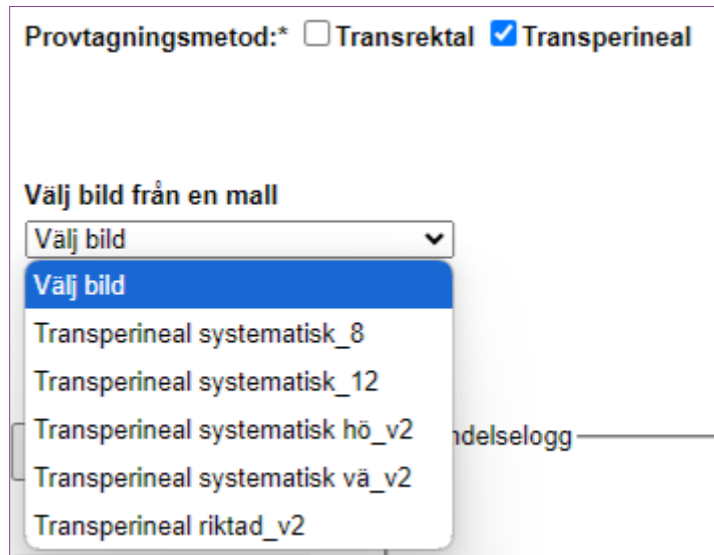 Provtagningsmetod:* Transrektal Transperineal
Välj bild från en mall
Välj bild
Välj bild
Transperineal systematisk_8
Transperineal systematisk_12
Transperineal systematisk hö_v2
ndelselogg
Transperineal systematisk vä_v2
Transperineal riktad_v2